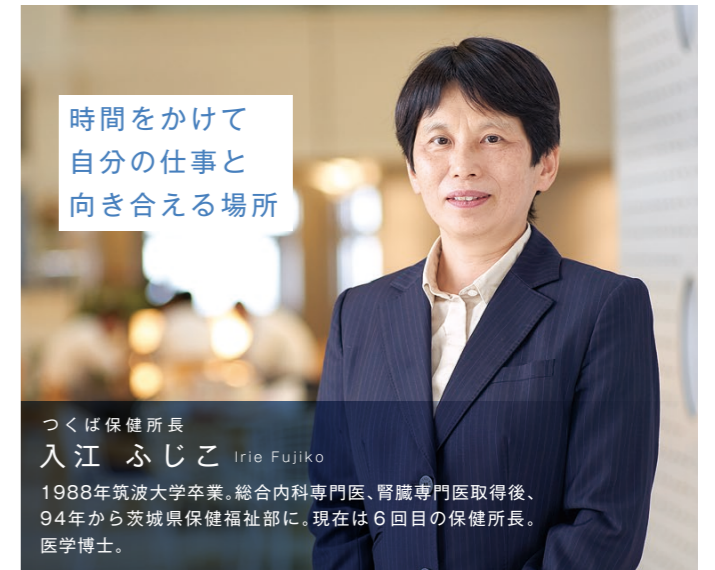 時間をかけて
自分の仕事と
向き合える場所
つくば保健所長
入江 ふじこ Irie Fujiko
1988年筑波大学卒業。総合内科専門医、腎臓専門医取得後、
94年から茨城県保健福祉部に。現在は6回目の保健所長。
医学博士。